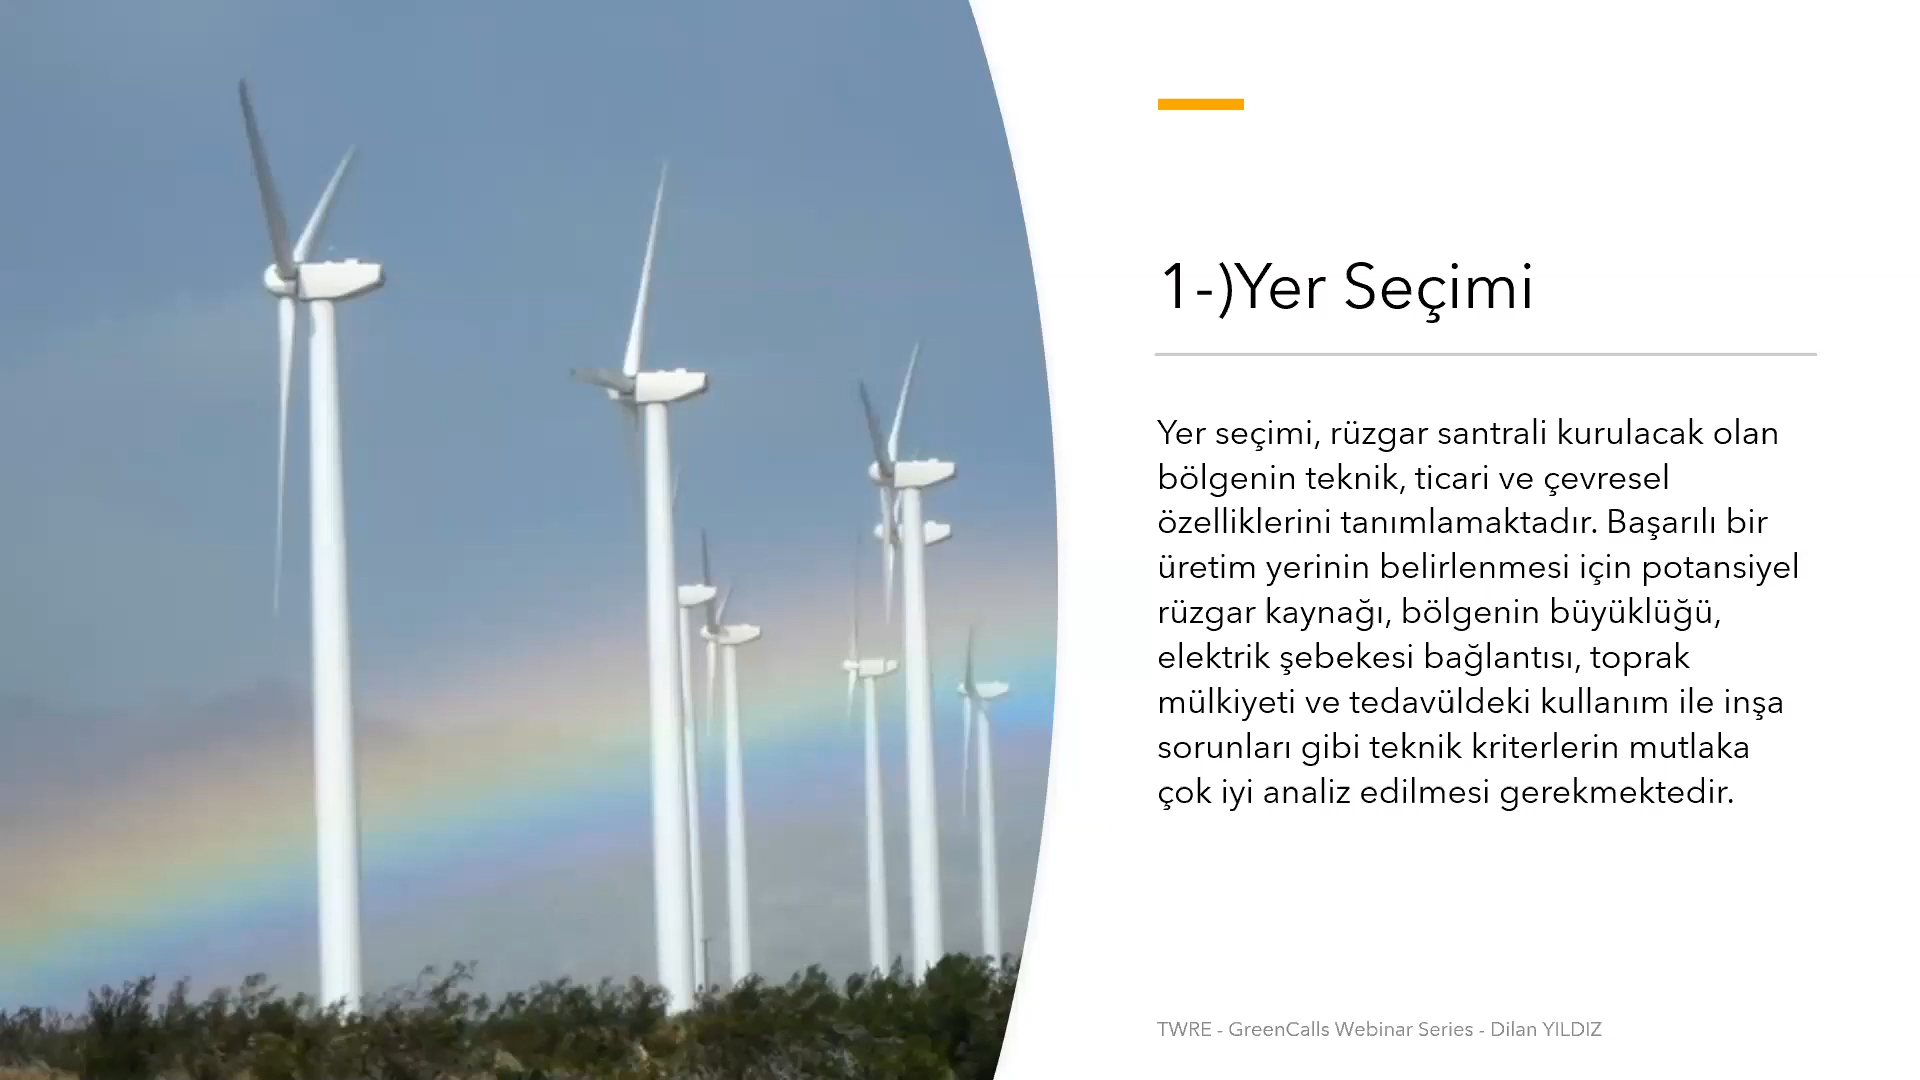 1-)Yer Seçimi
Yer seçimi, rüzgar santrali kurulacak olan
bölgenin teknik, ticari ve çevresel
özelliklerini tanımlamaktadır. Başarılı bir
üretim yerinin belirlenmesi için potansiyel
rüzgar kaynağı, bölgenin büyüklüğü,
elektrik şebekesi bağlantısı, toprak
mülkiyeti ve tedavüldeki kullanım ile inşa
sorunları gibi teknik kriterlerin mutlaka
çok iyi analiz edilmesi gerekmektedir.
TWRE - GreenCalls Webinar Series - Dilan YILDIZ